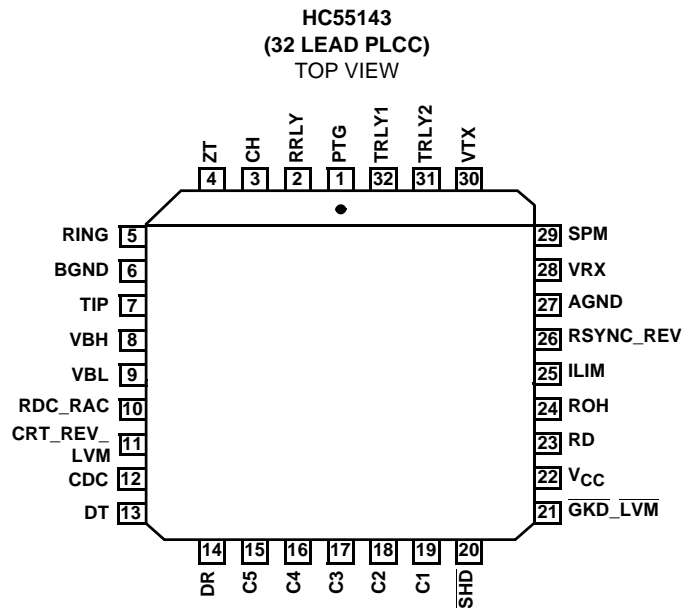 HC55143
(32 LEAD PLCC)
TOP VIEW
ZT
CH
RRLY
PTG
TRLY1
TRLY2
VTX
4
3
2
1
32
31
30
RING 5
BGND 6
TIP 7
VBH 8
VBL 9
RDC_RAC 10
CRT_REV_
LVM 11
CDC 12
DT 13
29 SPM
28 VRX
27 AGND
26 RSYNC_REV
25 ILIM
24 ROH
23 RD
22 VCC
21 GKD_LVM
14
15
16
17
18
19
20
DR
C5
C4
C3
C2
C1
SHD